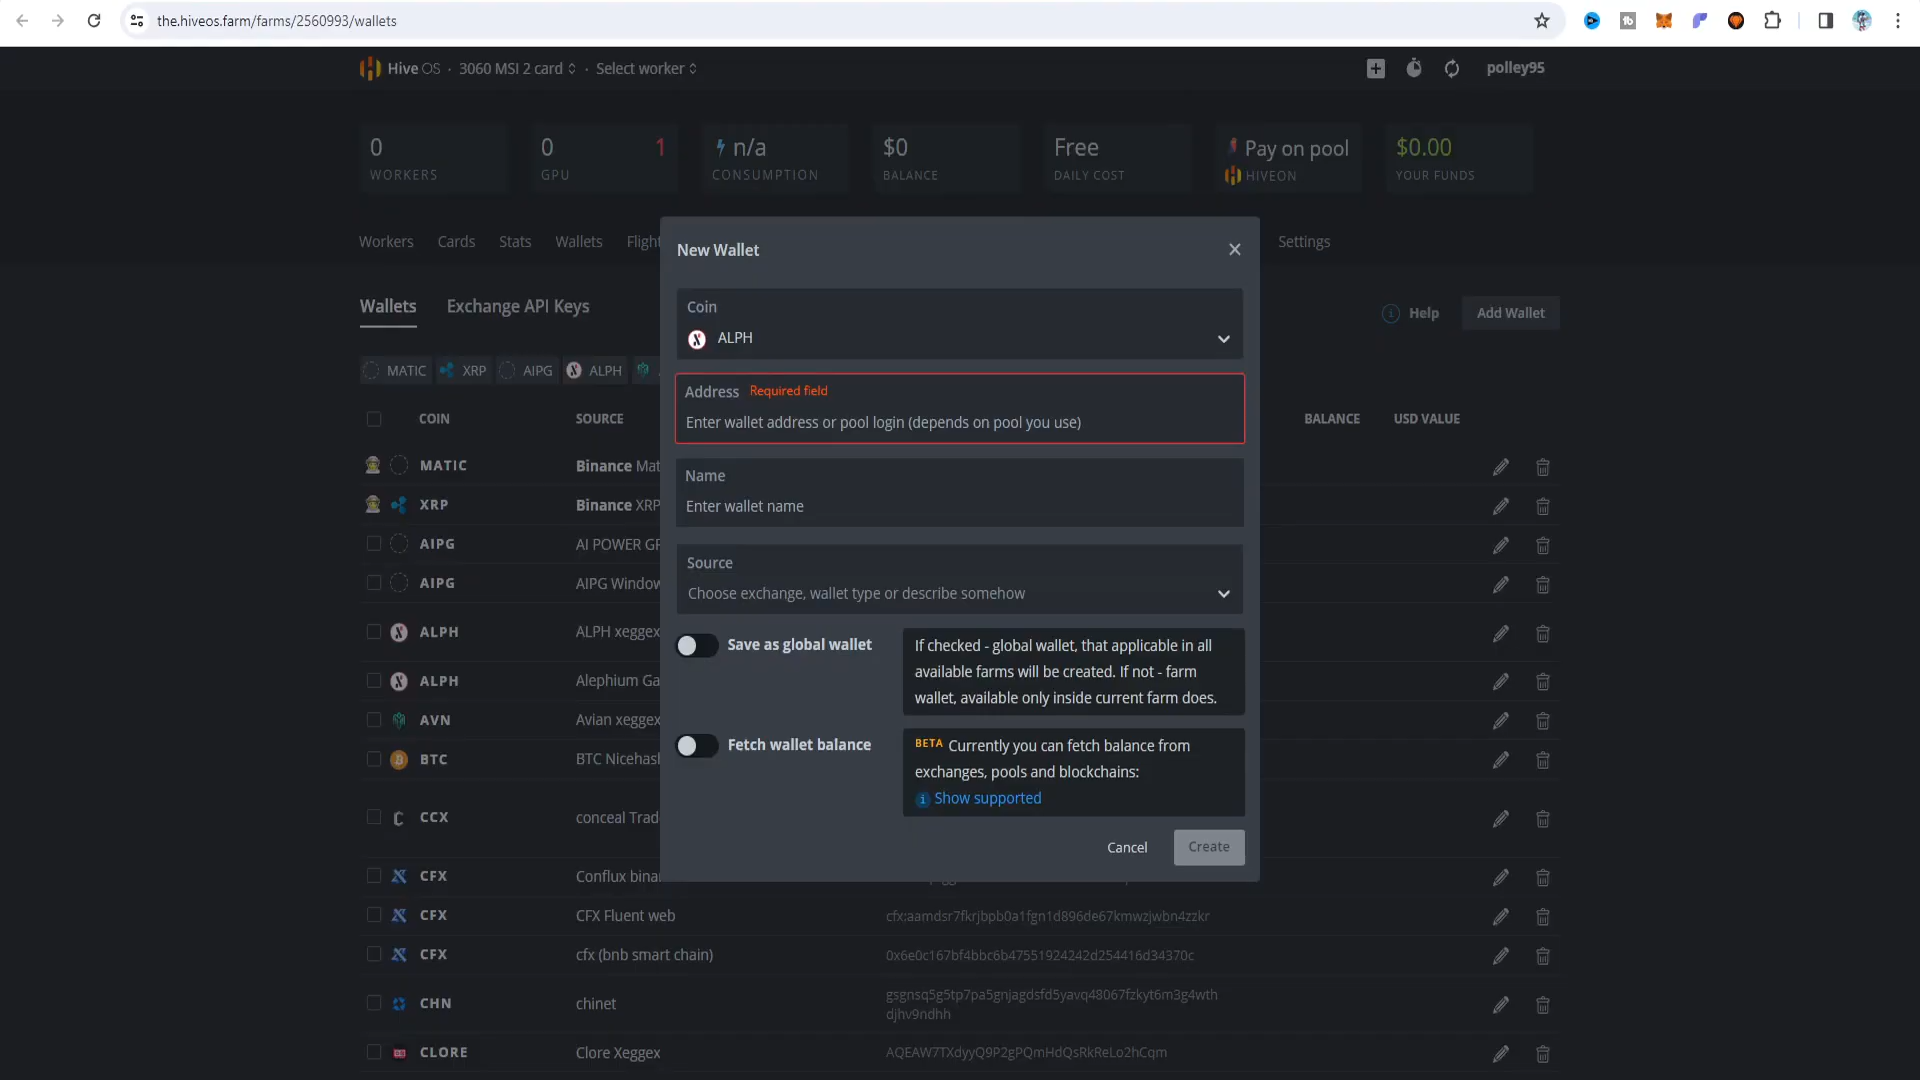 the.hiveos.farm/farms/2560993/wallets
Hive OS · 3060 MSI 2 card · Select worker
polley95
0
WORKERS
0 1
GPU
n/a
CONSUMPTION
$0
BALANCE
Free
DAILY COST
Pay on pool
HIVEON
$0.00
YOUR FUNDS
Workers Cards Stats Wallets Flight Settings
New Wallet
Wallets Exchange API Keys
Help
Add Wallet
MATIC XRP AIPG ALPH
COIN SOURCE BALANCE USD VALUE
MATIC Binance Mat
XRP Binance XRP
AIPG AI POWER GR
AIPG AIPG Window
ALPH ALPH xeggex
ALPH Alephium Ga
AVN Avian xeggex
BTC BTC Nicehash
CCX conceal Trad
CFX Conflux bina
CFX CFX Fluent web cfx:aamdsr7fkrjbpb0a1fgn1d896de67kmwzjwbn4zzkr
CFX cfx (bnb smart chain) 0x6e0c167bf4bbc6b47551924242d254416d34370c
CHN chinet gsgnsq5g5tp7pa5gnjagdsfd5yavq48067fzkyt6m3g4wth
djhv9ndhh
CLORE Clore Xeggex AQEAW7TXdyyQ9P2gPQmHdQsRkReLo2hCqm
Coin
ALPH
Address Required field
Enter wallet address or pool login (depends on pool you use)
Name
Enter wallet name
Source
Choose exchange, wallet type or describe somehow
Save as global wallet
If checked - global wallet, that applicable in all
available farms will be created. If not - farm
wallet, available only inside current farm does.
Fetch wallet balance
BETA Currently you can fetch balance from
exchanges, pools and blockchains:
Show supported
Cancel
Create